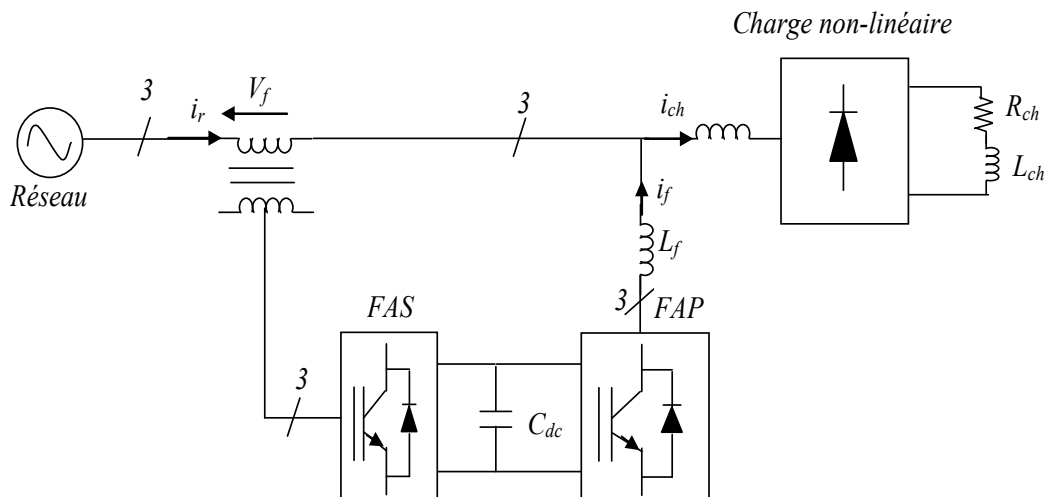 Charge non-linéaire
3
i_r
V_f
3
i_ch
R_ch
L_ch
Réseau
i_f
L_f
3
FAS
FAP
3
C_dc